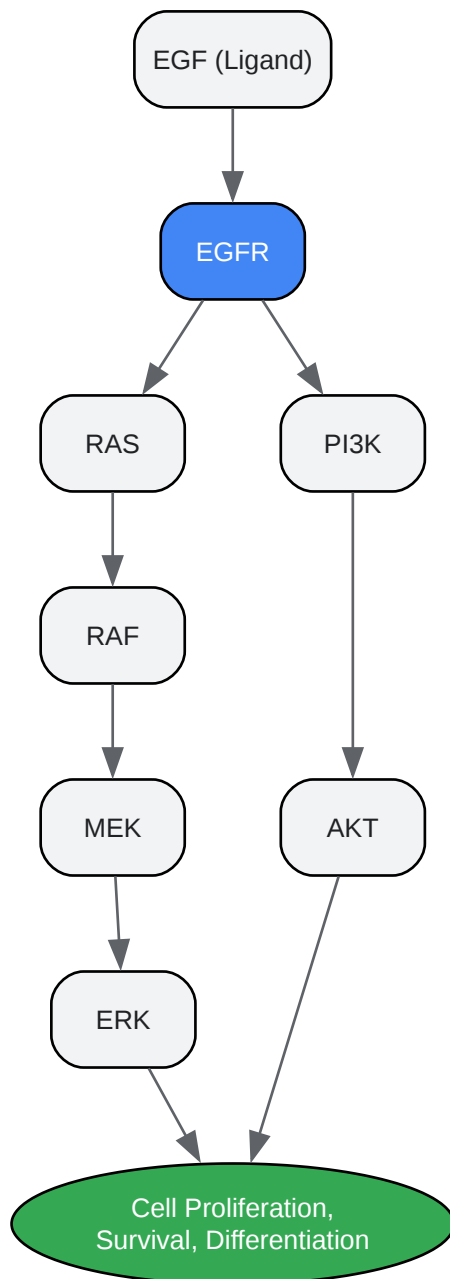 EGF (Ligand)
EGFR
RAS
PI3K
RAF
MEK
AKT
ERK
Cell Proliferation,
Survival, Differentiation